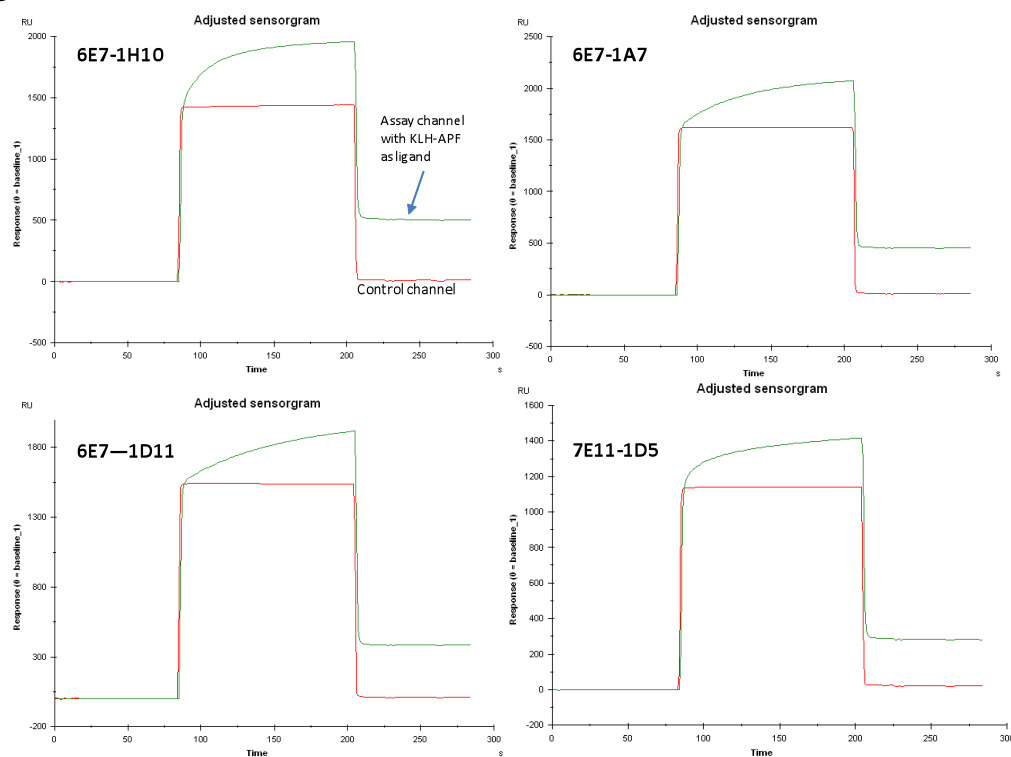 RU
Adjusted sensorgram
6E7-1H10
2000
1500
1000
500
0
-500
Response (0 = baseline_1)
Assay channel
with KLH-APF
as ligand
Control channel
0 50 100 150 200 250 300
Time
s
RU
Adjusted sensorgram
6E7-1A7
2500
2000
1500
1000
500
0
-500
Response (0 = baseline_1)
0 50 100 150 200 250 300
Time
s
RU
Adjusted sensorgram
6E7—1D11
1800
1300
800
300
-200
Response (0 = baseline_1)
0 50 100 150 200 250 300
Time
s
RU
Adjusted sensorgram
7E11-1D5
1600
1400
1200
1000
800
600
400
200
0
-200
Response (0 = baseline_1)
0 50 100 150 200 250 300
Time